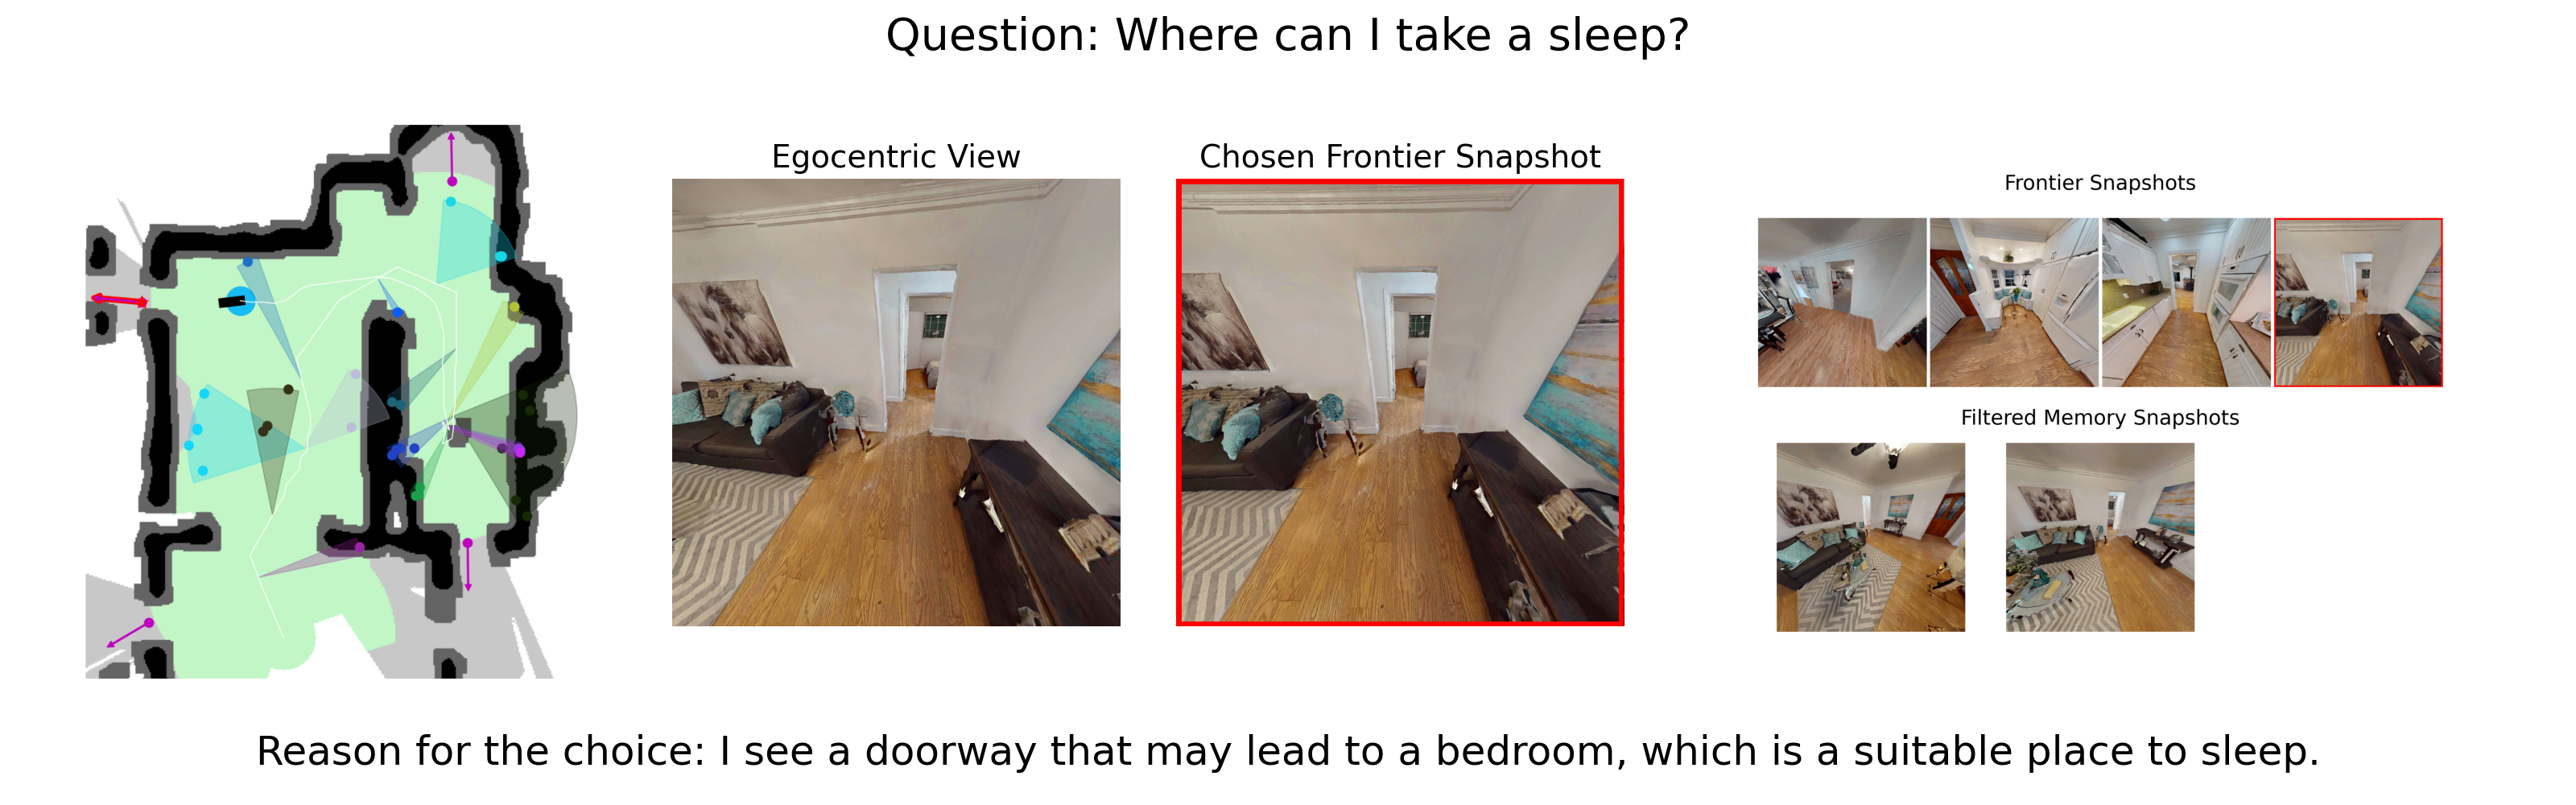 Question: Where can I take a sleep?
Egocentric View
Chosen Frontier Snapshot
Frontier Snapshots
Filtered Memory Snapshots
Reason for the choice: I see a doorway that may lead to a bedroom, which is a suitable place to sleep.